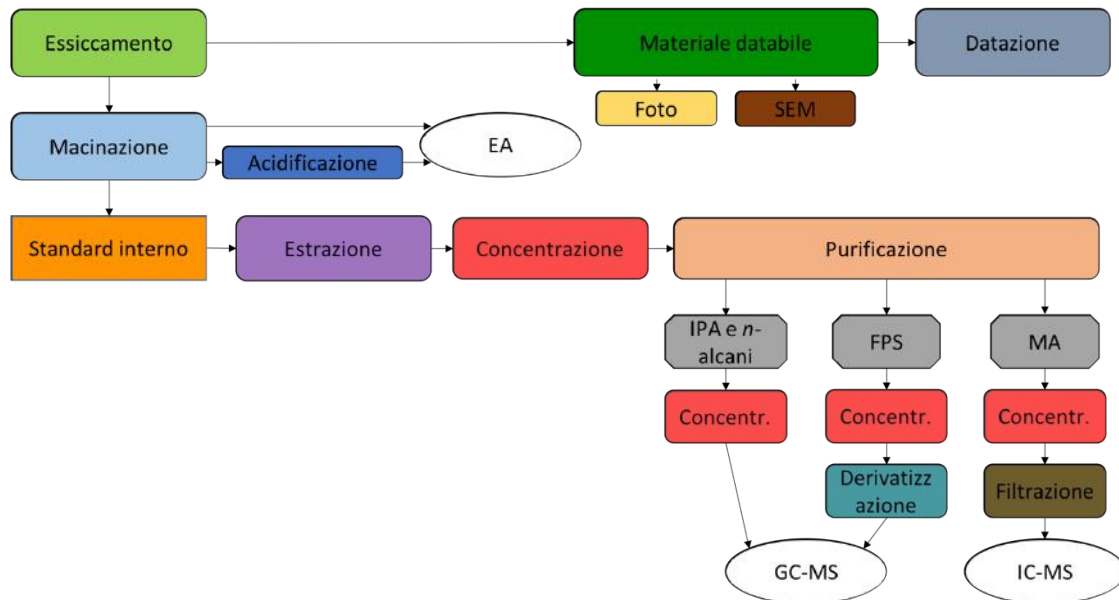 Essiccamento
Materiale databile
Datazione
Foto
SEM
Macinazione
EA
Acidificazione
Standard interno
Estrazione
Concentrazione
Purificazione
IPA e n-
alcani
FPS
MA
Concentr.
Concentr.
Concentr.
Derivatizz
azione
Filtrazione
GC-MS
IC-MS